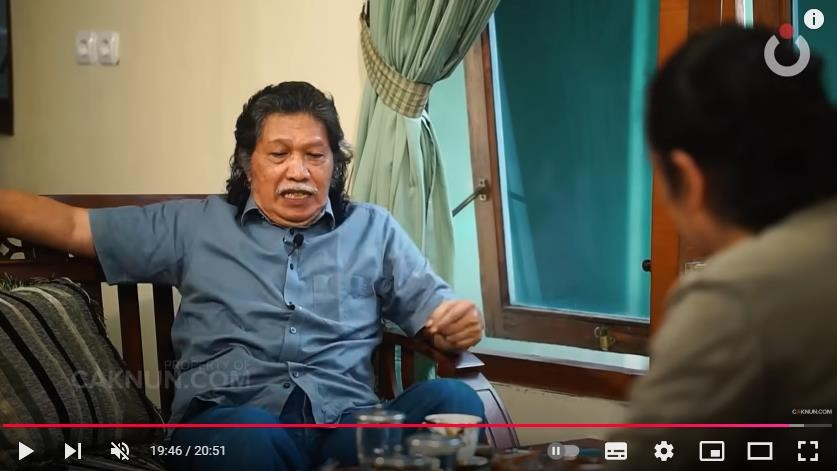 PROPERTY OF
CAKNUN.COM
CAKNUN.COM
19:46 / 20:51